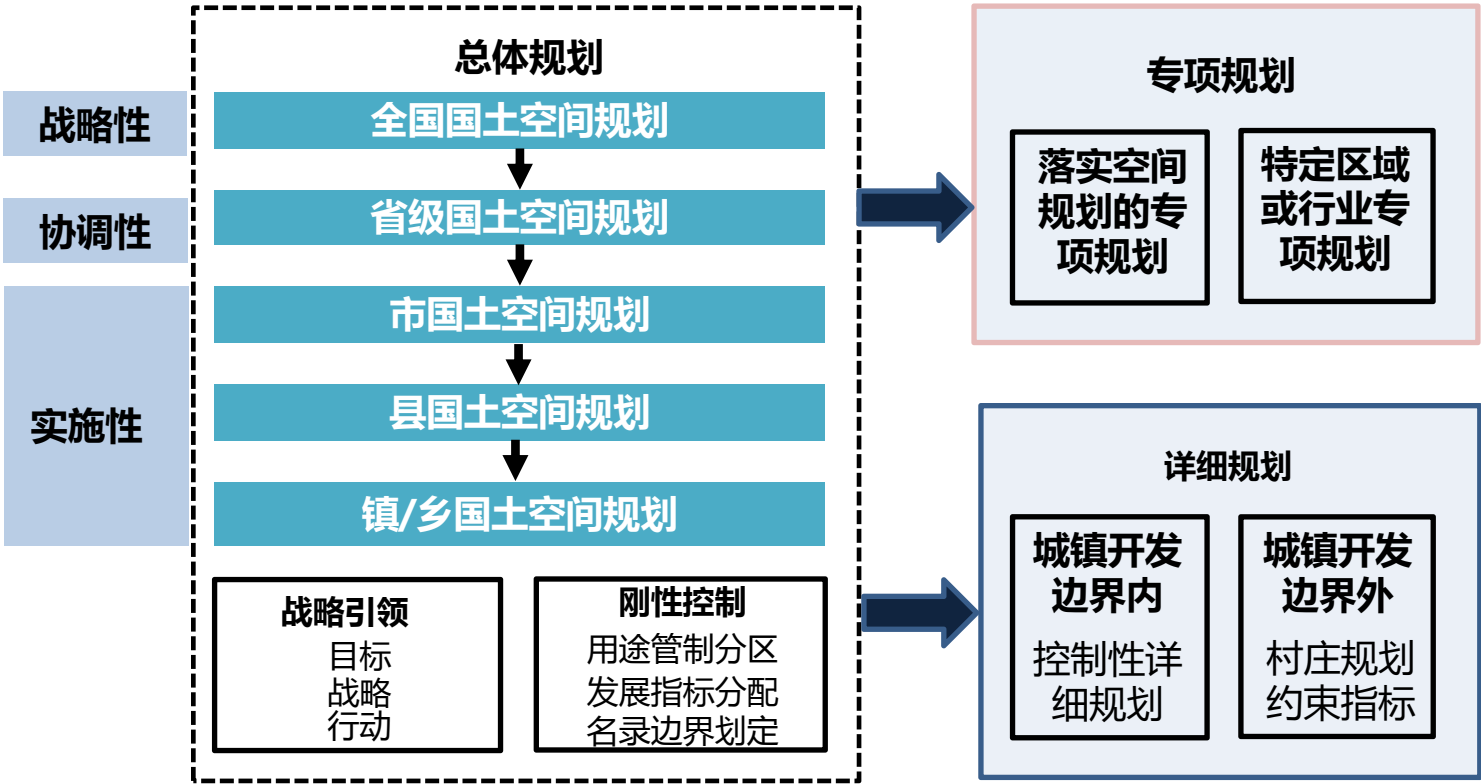 总体规划
战略性
全国国土空间规划
协调性
省级国土空间规划
实施性
市国土空间规划
县国土空间规划
镇/乡国土空间规划
战略引领
目标
战略
行动
刚性控制
用途管制分区
发展指标分配
名录边界划定
专项规划
落实空间
规划的专
项规划
特定区域
或行业专
项规划
详细规划
城镇开发
边界内
控制性详
细规划
城镇开发
边界外
村庄规划
约束指标